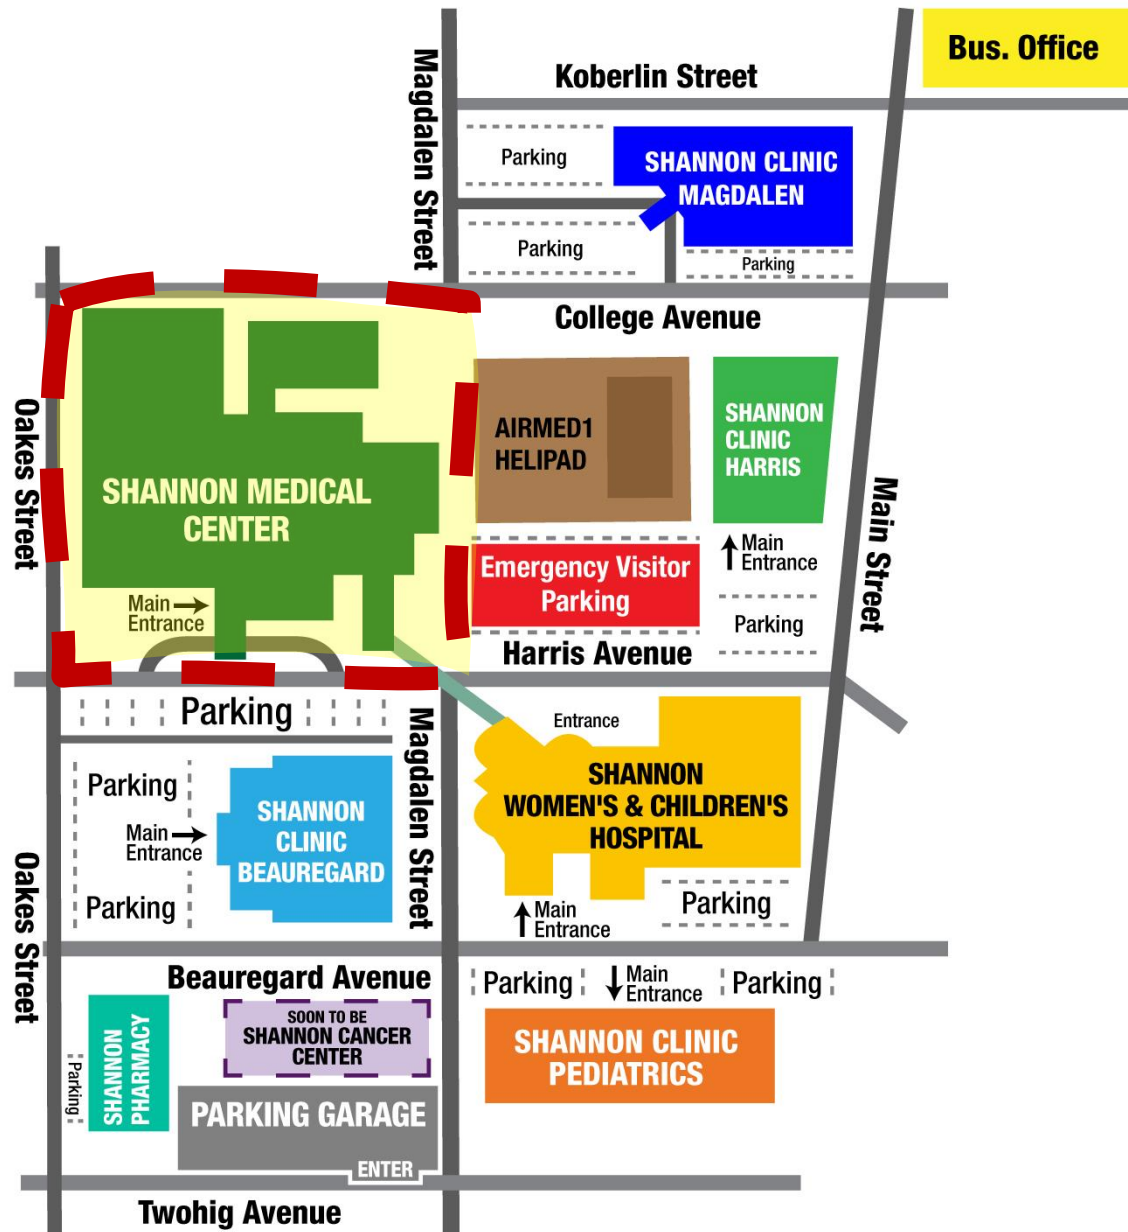 Bus. Office
Koberlin Street
Magdalen Street
Parking
SHANNON CLINIC
MAGDALEN
Parking
Parking
College Avenue
Oakes Street
SHANNON MEDICAL
CENTER
Main
Entrance
AIRMED1
HELIPAD
SHANNON
CLINIC
HARRIS
Main
Entrance
Main Street
Emergency Visitor
Parking
Parking
Harris Avenue
Parking
Magdalen Street
Entrance
SHANNON
WOMEN'S & CHILDREN'S
HOSPITAL
Parking
Main
Entrance
Parking
SHANNON
CLINIC
BEAUREGARD
Oakes Street
Main
Entrance
Parking
Beauregard Avenue
Parking
Main
Entrance
Parking
SHANNON
PHARMACY
Parking
SOON TO BE
SHANNON CANCER
CENTER
SHANNON CLINIC
PEDIATRICS
PARKING GARAGE
ENTER
Twohig Avenue